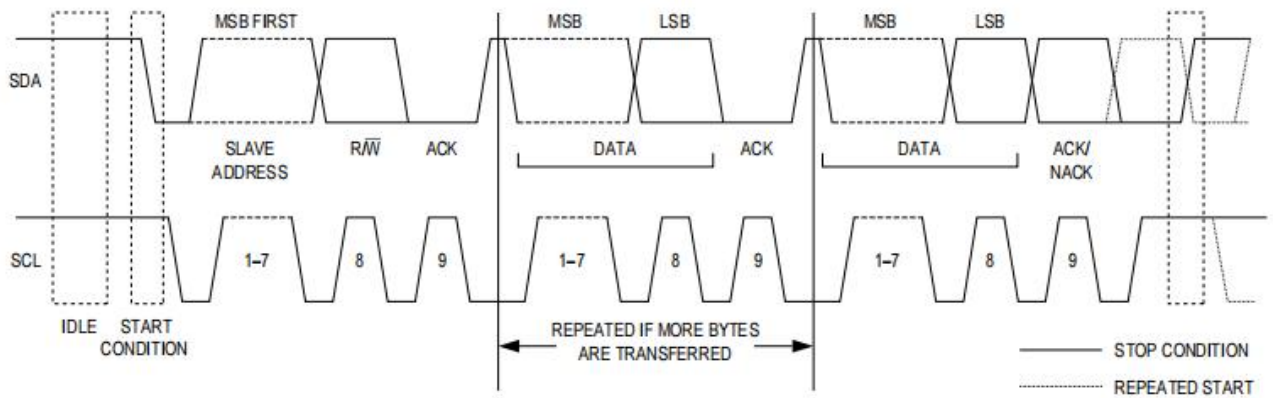 MSB FIRST MSB LSB MSB LSB
SDA
SLAVE ADDRESS R/W̅ ACK DATA ACK DATA ACK/NACK
SCL 1–7 8 9 1–7 8 9 1–7 8 9
IDLE START CONDITION
REPEATED IF MORE BYTES
ARE TRANSFERRED
STOP CONDITION
REPEATED START